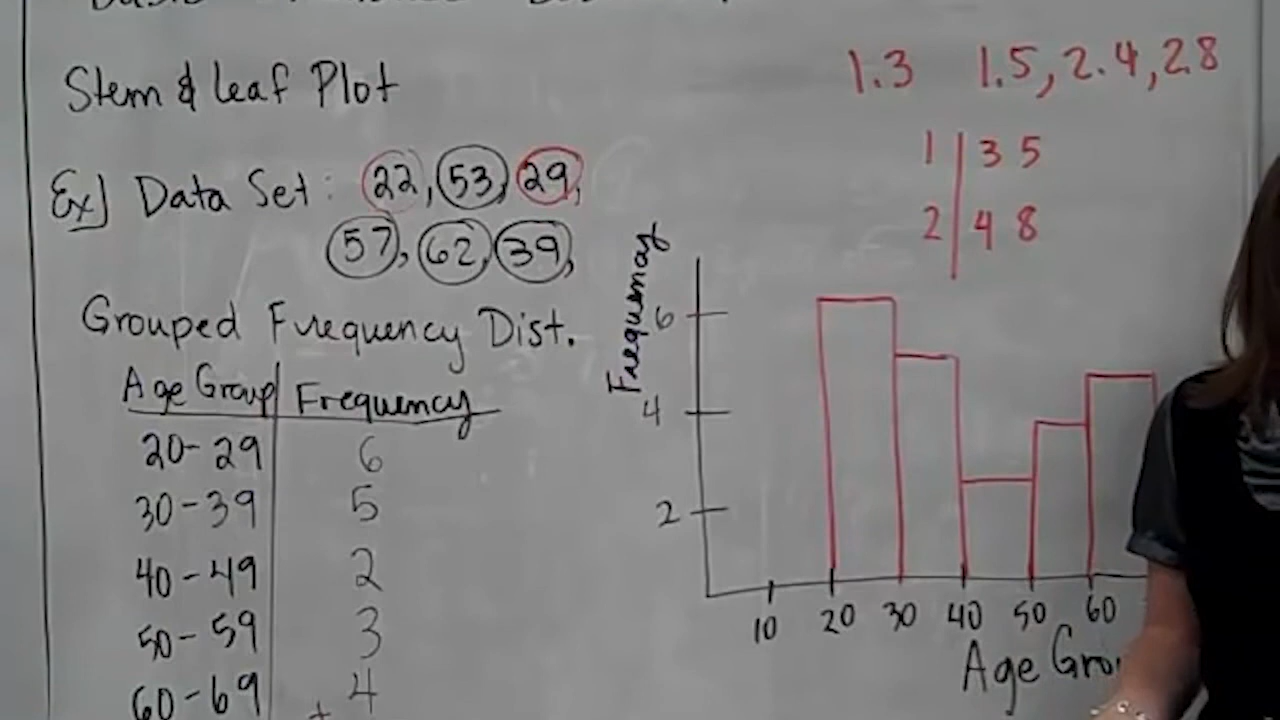 Stem & Leaf Plot
Ex] Data Set: 22, 53, 29,
57, 62, 39,
Grouped Frequency Dist.
Age Group Frequency
20-29 6
30-39 5
40-49 2
50-59 3
60-69 4
1.3 1.5, 2.4, 2.8
1 3 5
2 4 8
Frequency
6
4
2
10 20 30 40 50 60
Age Grou